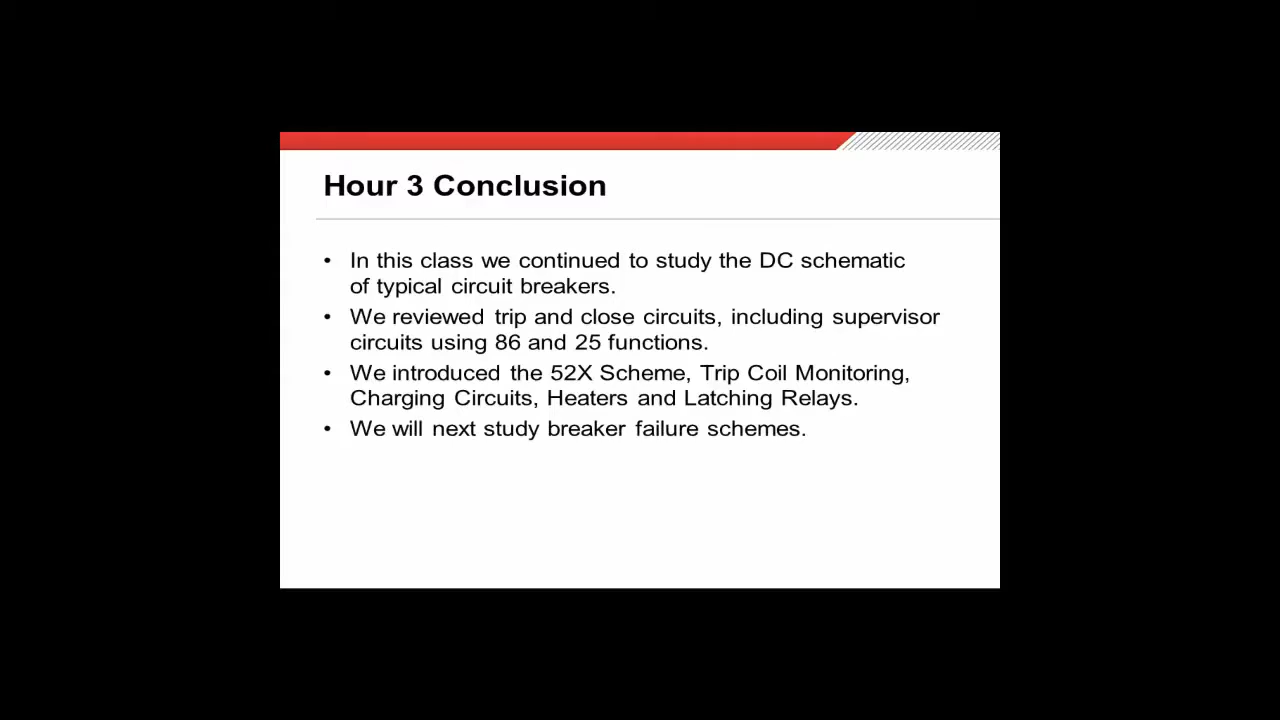 Hour 3 Conclusion
• In this class we continued to study the DC schematic
of typical circuit breakers.
• We reviewed trip and close circuits, including supervisor
circuits using 86 and 25 functions.
• We introduced the 52X Scheme, Trip Coil Monitoring,
Charging Circuits, Heaters and Latching Relays.
• We will next study breaker failure schemes.